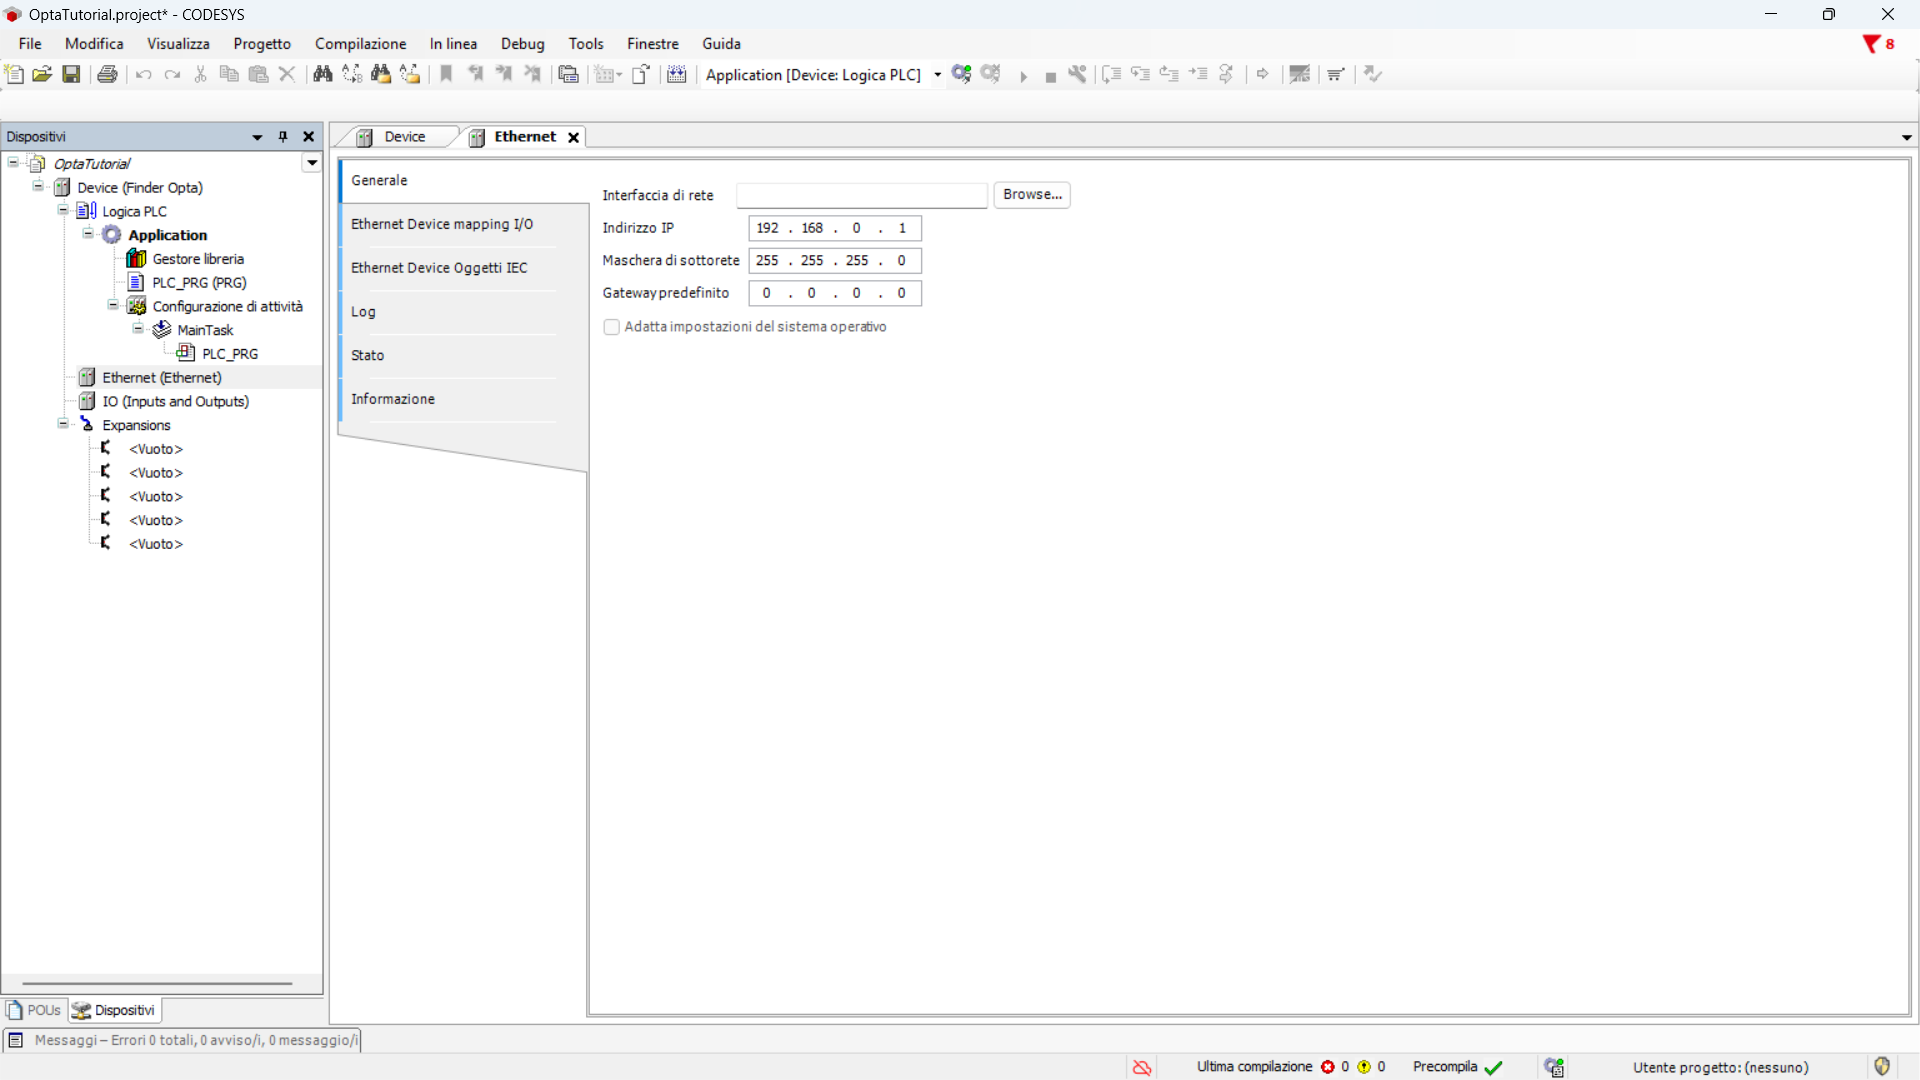 OptaTutorial.project* - CODESYS
File Modifica Visualizza Progetto Compilazione In linea Debug Tools Finestre Guida
8
Application [Device: Logica PLC]
Dispositivi
Device
Ethernet
OptaTutorial
Device (Finder Opta)
Logica PLC
Application
Gestore libreria
PLC_PRG (PRG)
Configurazione di attività
MainTask
PLC_PRG
Ethernet (Ethernet)
IO (Inputs and Outputs)
Expansions
<Vuoto>
<Vuoto>
<Vuoto>
<Vuoto>
<Vuoto>
Generale
Ethernet Device mapping I/O
Ethernet Device Oggetti IEC
Log
Stato
Informazione
Interfaccia di rete Browse...
Indirizzo IP 192 . 168 . 0 . 1
Maschera di sottorete 255 . 255 . 255 . 0
Gateway predefinito 0 . 0 . 0 . 0
Adatta impostazioni del sistema operativo
POUs Dispositivi
Messaggi – Errori 0 totali, 0 avviso/i, 0 messaggio/i
Ultima compilazione 0 0 Precompila Utente progetto: (nessuno)